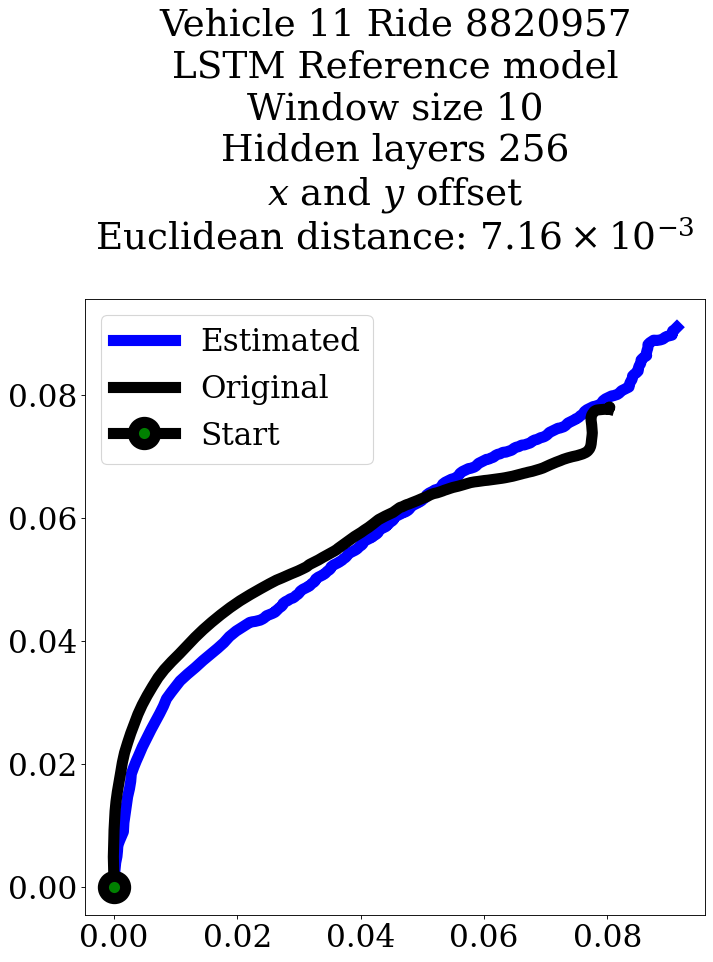 Vehicle 11 Ride 8820957
LSTM Reference model
Window size 10
Hidden layers 256
x and y offset
Euclidean distance: 7.16 × 10⁻³
Estimated
Original
Start
0.08
0.06
0.04
0.02
0.00
0.00 0.02 0.04 0.06 0.08